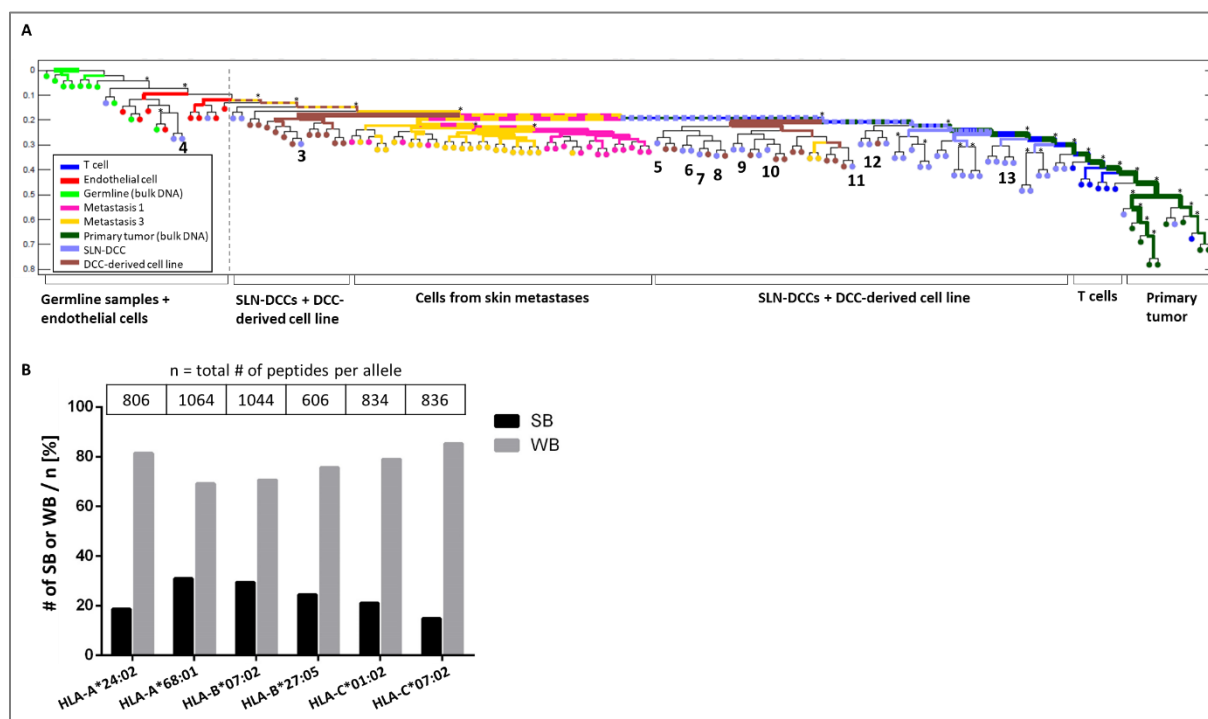 A
0
0.1
0.2
0.3
0.4
0.5
0.6
0.7
0.8
T cell
Endothelial cell
Germline (bulk DNA)
Metastasis 1
Metastasis 3
Primary tumor (bulk DNA)
SLN-DCC
DCC-derived cell line
4
3
5
6
7
8
9
10
11
12
13
Germline samples +
endothelial cells
SLN-DCCs + DCC-
derived cell line
Cells from skin metastases
SLN-DCCs + DCC-derived cell line
T cells
Primary
tumor
B
n = total # of peptides per allele
806 1064 1044 606 834 836
100
80
60
40
20
0
# of SB or WB / n [%]
SB
WB
HLA-A*24:02
HLA-A*68:01
HLA-B*07:02
HLA-B*27:05
HLA-C*01:02
HLA-C*07:02